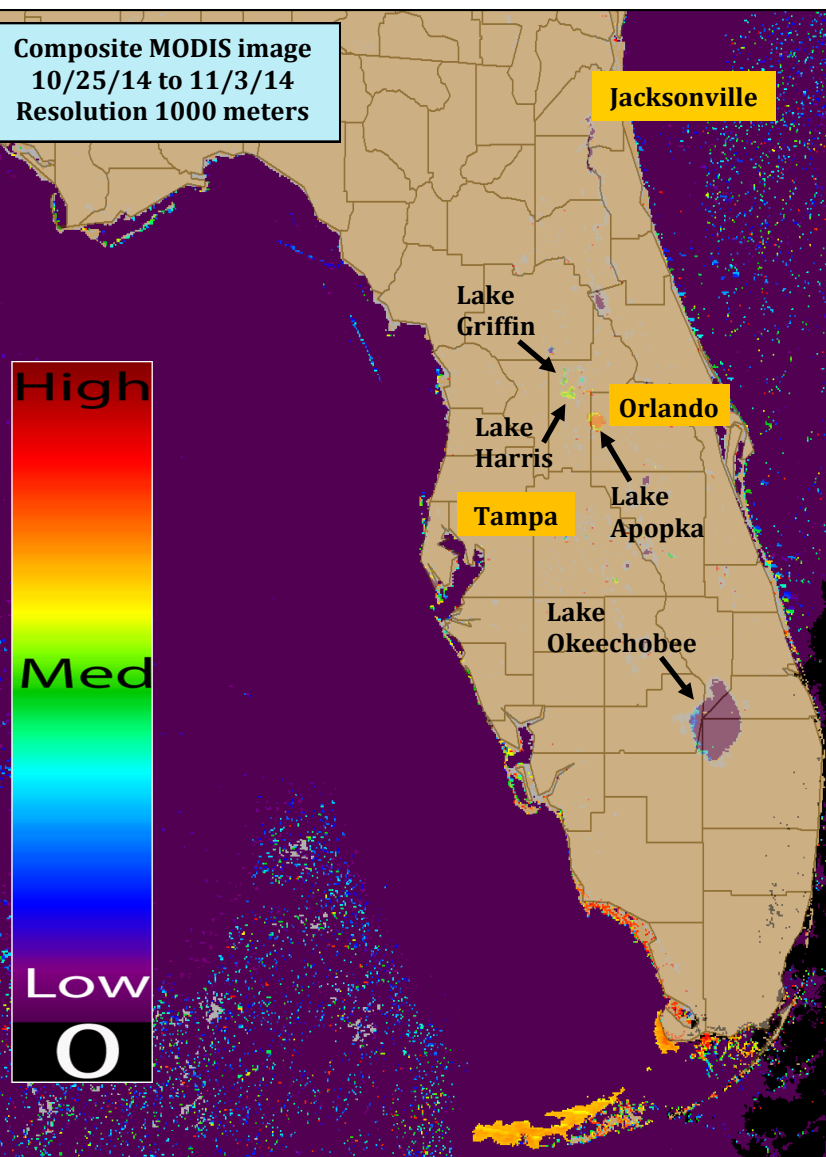 Composite MODIS image
10/25/14 to 11/3/14
Resolution 1000 meters
Jacksonville
Lake
Griffin
High
Orlando
Lake
Harris
Lake
Apopka
Tampa
Lake
Okeechobee
Med
Low
0